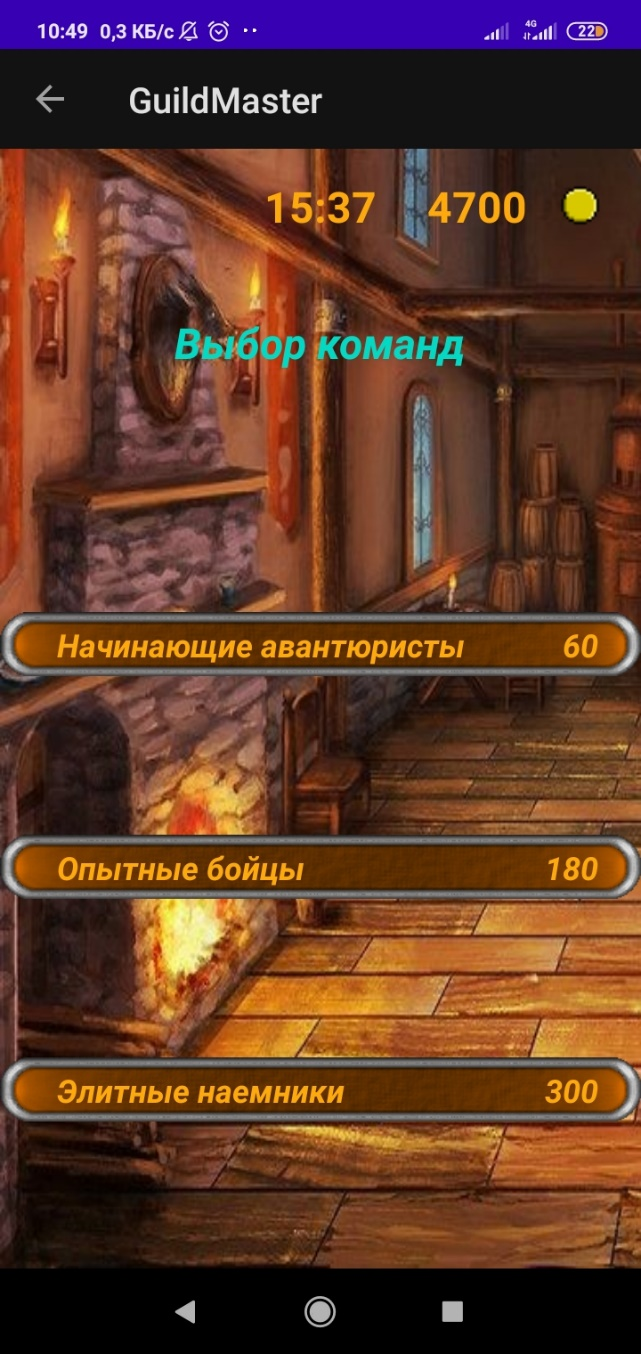 10:49 0,3 КБ/с
4G
22
GuildMaster
15:37 4700
Выбор команд
Начинающие авантюристы 60
Опытные бойцы 180
Элитные наемники 300